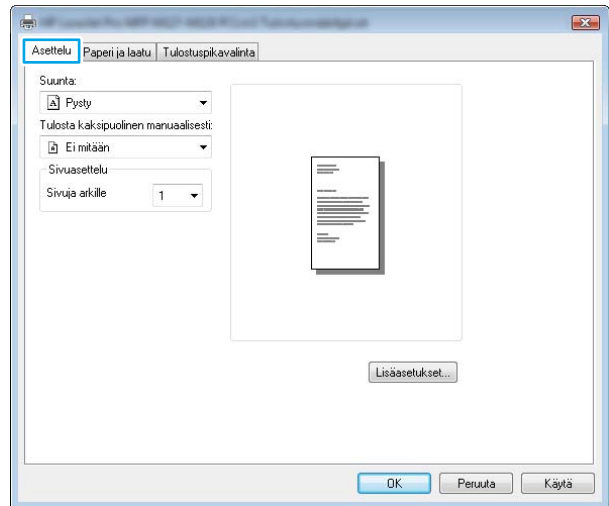 Asettelu Paperi ja laatu Tulostuspikavalinta
Suunta:
A Pysty
Tulosta kaksipuolinen manuaalisesti:
Ei mitään
Sivuasettelu
Sivuja arkille 1
Lisäasetukset...
OK Peruuta Käytä